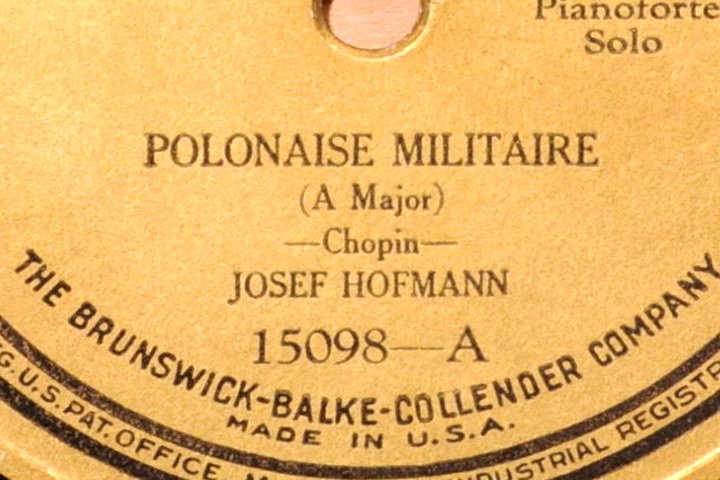 Pianoforte
Solo
POLONAISE MILITAIRE
(A Major)
—Chopin—
JOSEF HOFMANN
15098—A
THE BRUNSWICK-BALKE-COLLENDER COMPANY
MADE IN U.S.A.
U.S. PAT. OFFICE
INDUSTRIAL